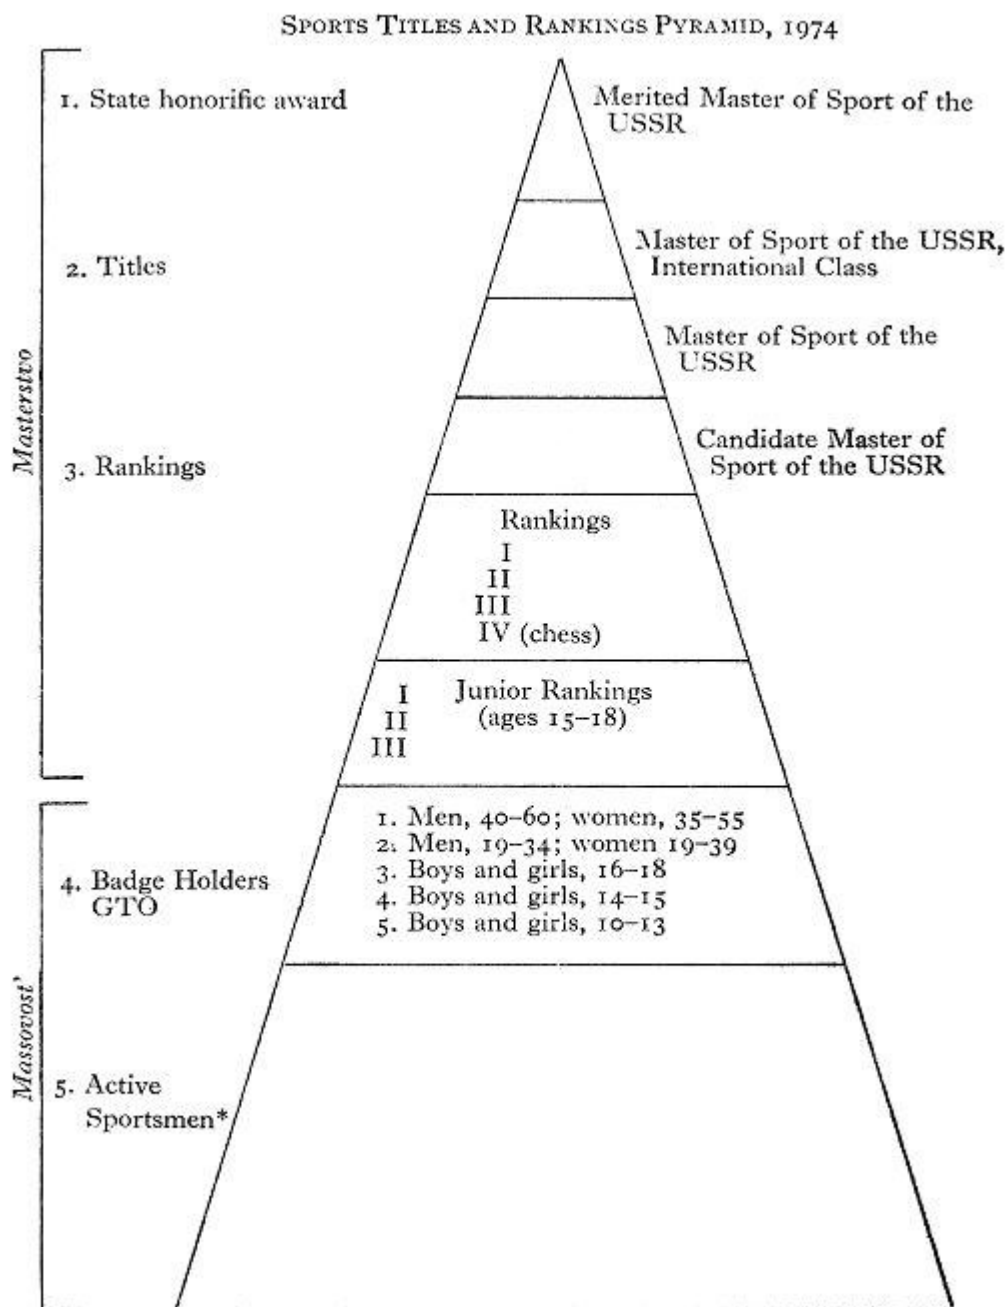 SPORTS TITLES AND RANKINGS PYRAMID, 1974
1. State honorific award
Merited Master of Sport of the
USSR
Master of Sport of the USSR,
International Class
2. Titles
Master of Sport of the
USSR
Masterstvo
Candidate Master of
Sport of the USSR
3. Rankings
Rankings
I
II
III
IV (chess)
Junior Rankings
(ages 15–18)
I
II
III
1. Men, 40–60; women, 35–55
2. Men, 19–34; women 19–39
3. Boys and girls, 16–18
4. Boys and girls, 14–15
5. Boys and girls, 10–13
4. Badge Holders
GTO
Massovost'
5. Active
Sportsmen*